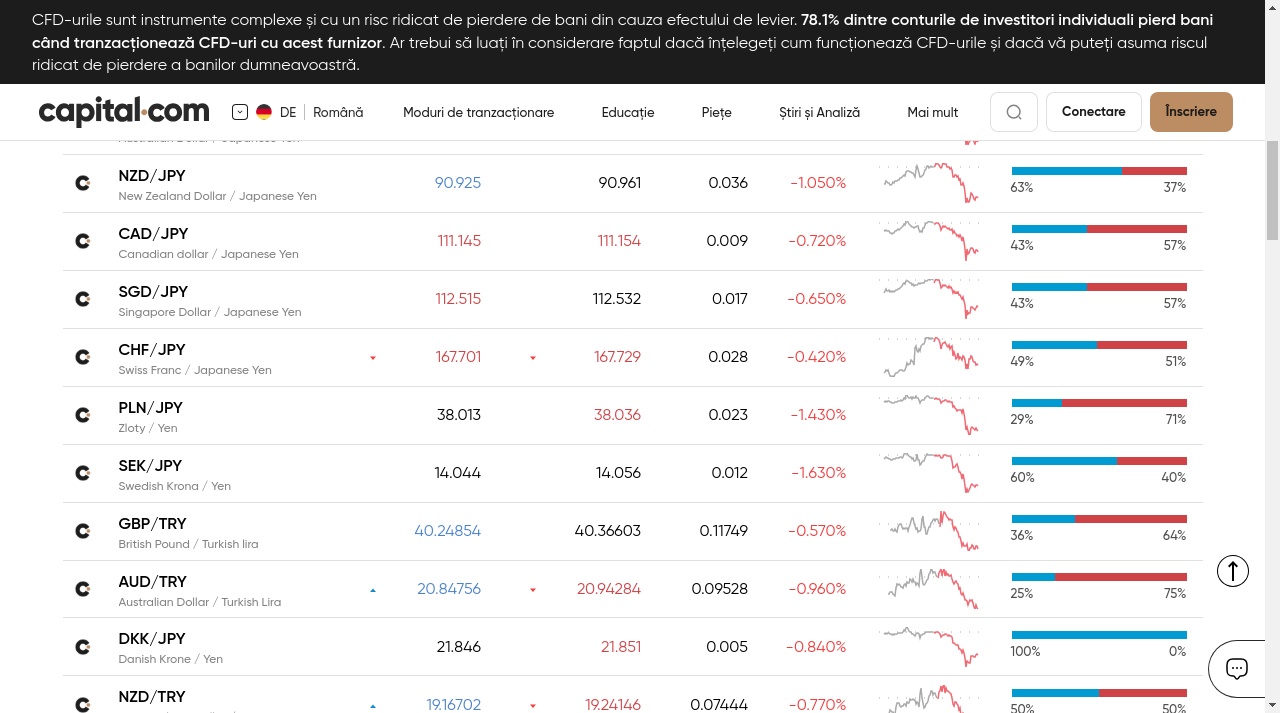 CFD-urile sunt instrumente complexe și cu un risc ridicat de pierdere de bani din cauza efectului de levier. 78.1% dintre conturile de investitori individuali pierd bani
când tranzacționează CFD-uri cu acest furnizor. Ar trebui să luați în considerare faptul dacă înțelegeți cum funcționează CFD-urile și dacă vă puteți asuma riscul
ridicat de pierdere a banilor dumneavoastră.
capital.com DE Română Moduri de tranzacționare Educație Piețe Știri și Analiză Mai mult Conectare Înscriere
NZD/JPY 90.925 90.961 0.036 -1.050% 63% 37%
New Zealand Dollar / Japanese Yen
CAD/JPY 111.145 111.154 0.009 -0.720% 43% 57%
Canadian dollar / Japanese Yen
SGD/JPY 112.515 112.532 0.017 -0.650% 43% 57%
Singapore Dollar / Japanese Yen
CHF/JPY 167.701 167.729 0.028 -0.420% 49% 51%
Swiss Franc / Japanese Yen
PLN/JPY 38.013 38.036 0.023 -1.430% 29% 71%
Zloty / Yen
SEK/JPY 14.044 14.056 0.012 -1.630% 60% 40%
Swedish Krona / Yen
GBP/TRY 40.24854 40.36603 0.11749 -0.570% 36% 64%
British Pound / Turkish lira
AUD/TRY 20.84756 20.94284 0.09528 -0.960% 25% 75%
Australian Dollar / Turkish Lira
DKK/JPY 21.846 21.851 0.005 -0.840% 100% 0%
Danish Krone / Yen
NZD/TRY 19.16702 19.24146 0.07444 -0.770% 50% 50%